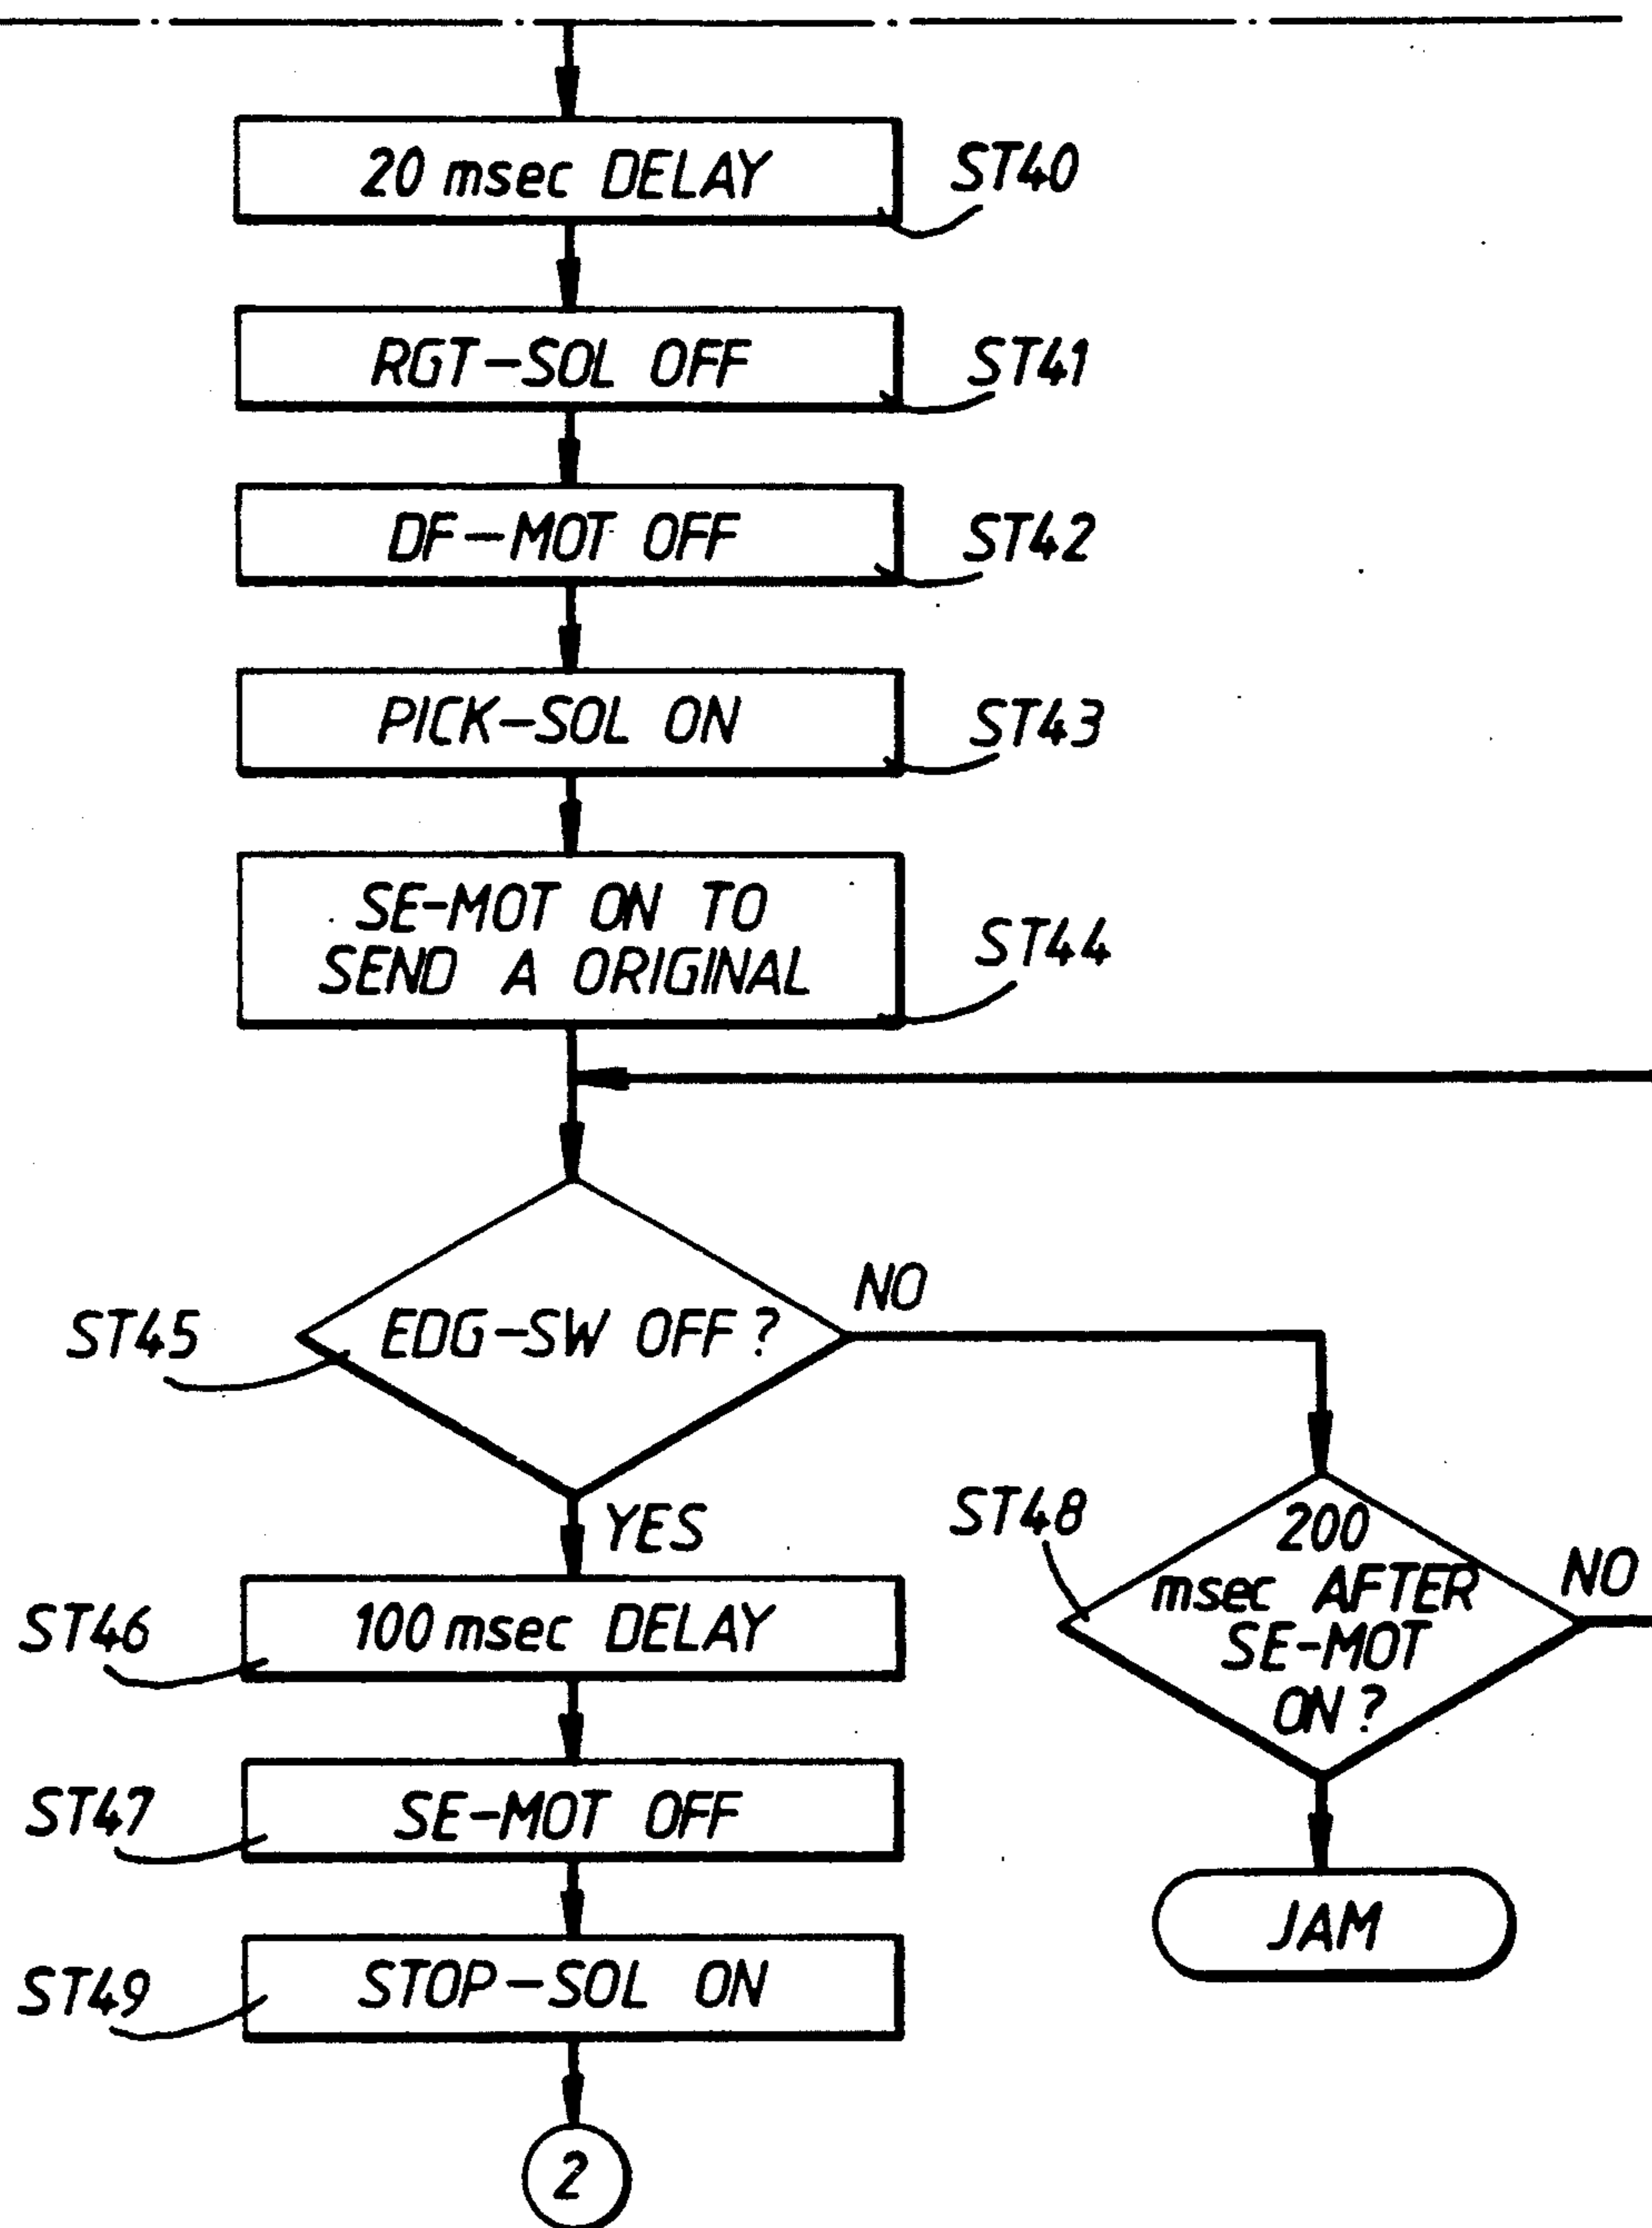 20 msec DELAY
ST40
RGT-SOL OFF
ST41
DF-MOT OFF
ST42
PICK-SOL ON
ST43
SE-MOT ON TO
SEND A ORIGINAL
ST44
ST45
EDG-SW OFF?
NO
YES
ST48
200
msec AFTER
SE-MOT
ON?
NO
ST46
100 msec DELAY
ST47
SE-MOT OFF
JAM
ST49
STOP-SOL ON
2